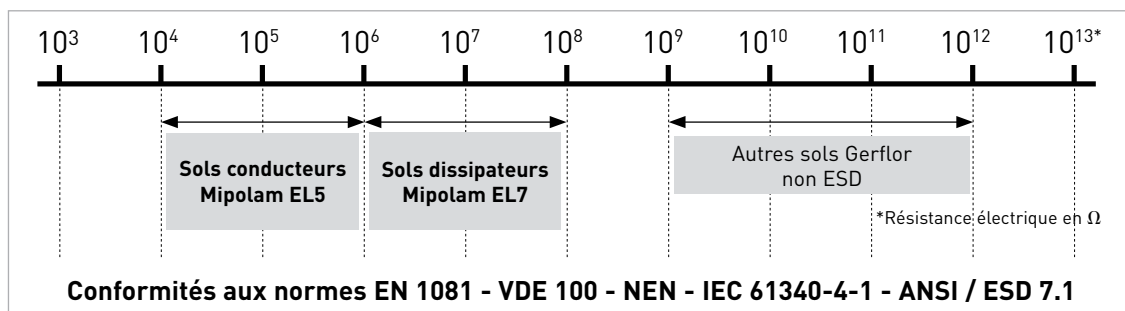 10³ 10⁴ 10⁵ 10⁶ 10⁷ 10⁸ 10⁹ 10¹⁰ 10¹¹ 10¹² 10¹³*
Sols conducteurs
Mipolam EL5
Sols dissipateurs
Mipolam EL7
Autres sols Gerflor
non ESD
*Résistance électrique en Ω
Conformités aux normes EN 1081 - VDE 100 - NEN - IEC 61340-4-1 - ANSI / ESD 7.1